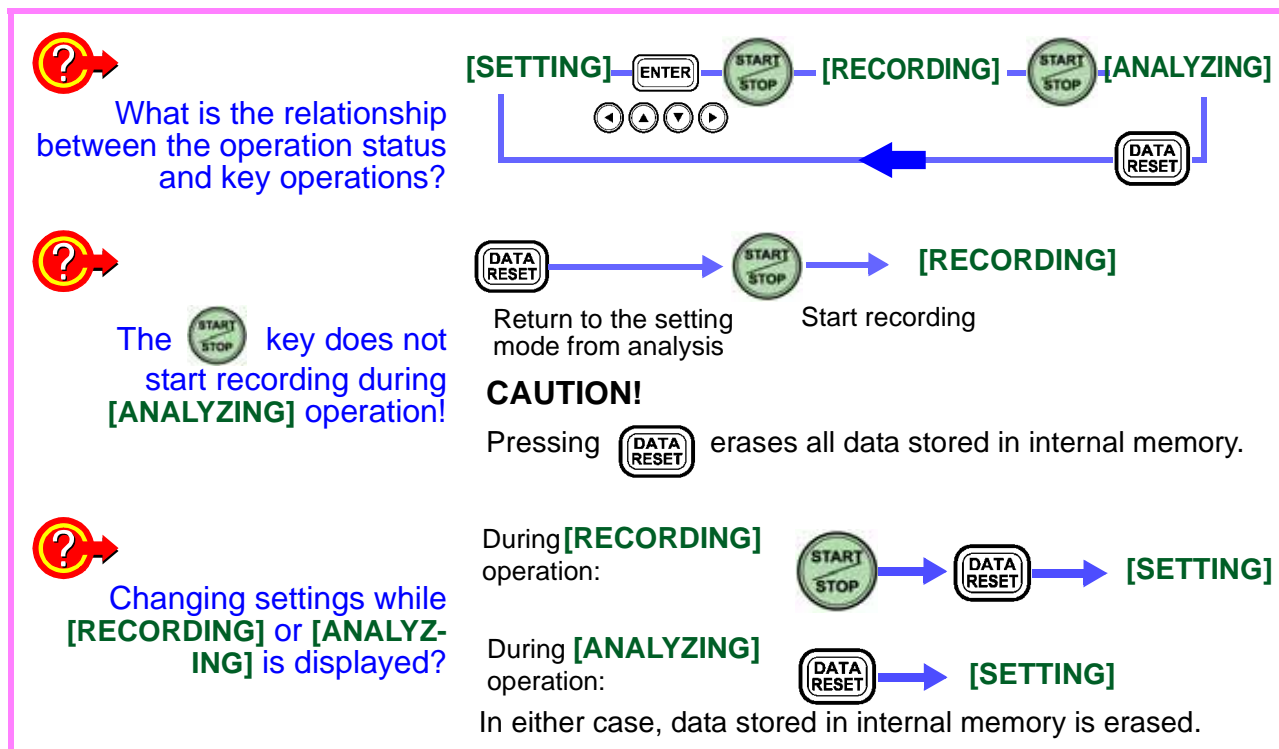 ?
What is the relationship
between the operation status
and key operations?
[SETTING] ENTER START STOP [RECORDING] START STOP [ANALYZING]
DATA
RESET
?
The START STOP key does not
start recording during
[ANALYZING] operation!
DATA RESET START STOP [RECORDING]
Return to the setting
mode from analysis
Start recording
CAUTION!
Pressing DATA RESET erases all data stored in internal memory.
?
Changing settings while
[RECORDING] or [ANALYZ-
ING] is displayed?
During [RECORDING]
operation:
START STOP DATA RESET [SETTING]
During [ANALYZING]
operation:
DATA RESET [SETTING]
In either case, data stored in internal memory is erased.